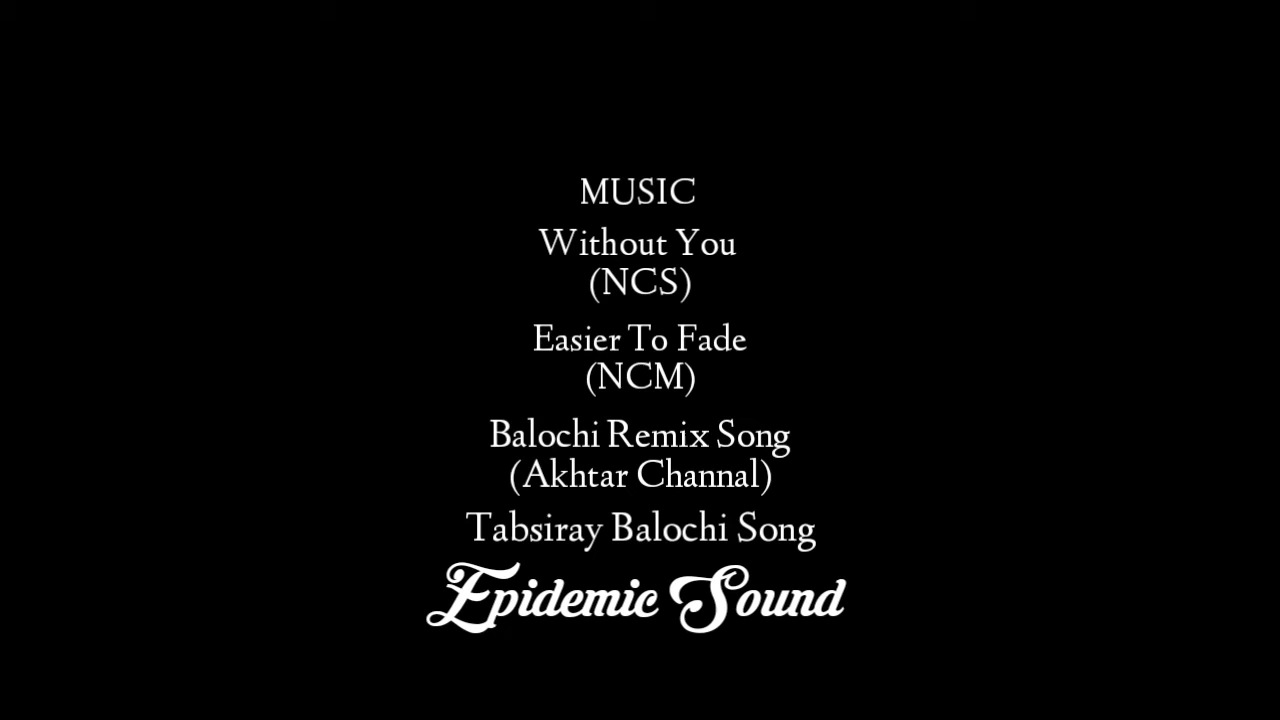 MUSIC
Without You
(NCS)
Easier To Fade
(NCM)
Balochi Remix Song
(Akhtar Channal)
Tabsiray Balochi Song
Epidemic Sound